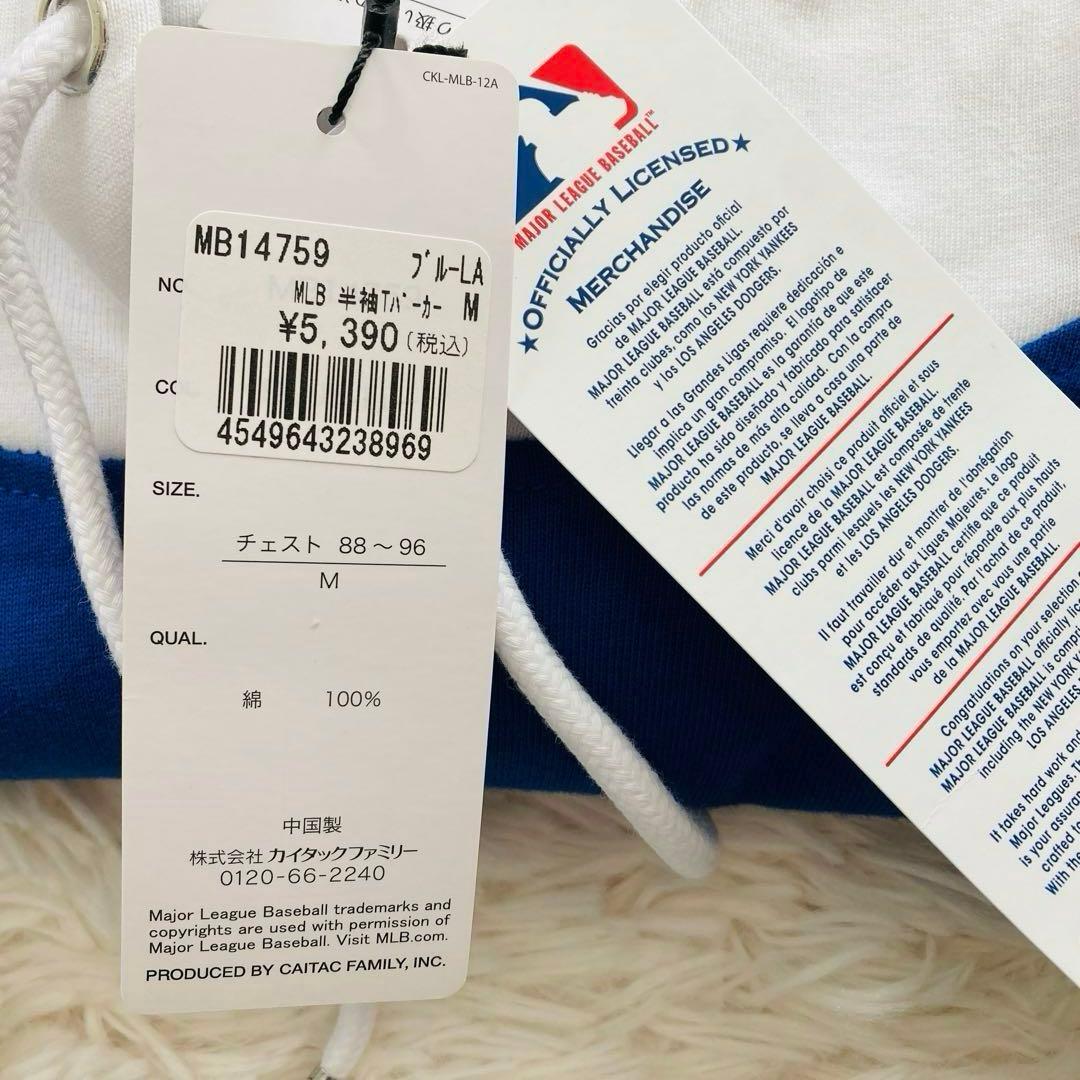 CKL-MLB-12A
MB14759
ﾌﾞﾙｰLA
MLB 半袖Tﾊﾟｰｶｰ M
¥5,390(税込)
4549643238969
SIZE.
チェスト 88～96
M
QUAL.
綿 100%
中国製
株式会社 カイタックファミリー
0120-66-2240
Major League Baseball trademarks and
copyrights are used with permission of
Major League Baseball. Visit MLB.com.
PRODUCED BY CAITAC FAMILY, INC.
MAJOR LEAGUE BASEBALL™
★OFFICIALLY LICENSED★
MERCHANDISE
Gracias por elegir producto oficial
de MAJOR LEAGUE BASEBALL.
MAJOR LEAGUE BASEBALL está compuesto por
treinta clubes, como los NEW YORK YANKEES
y los LOS ANGELES DODGERS.
Llegar a las Grandes Ligas requiere dedicación e
implica un gran compromiso. El logotipo de
MAJOR LEAGUE BASEBALL es la garantía de que este
producto ha sido diseñado y fabricado para satisfacer
las normas de más alta calidad. Con la compra
de este producto, se lleva a casa una parte de
MAJOR LEAGUE BASEBALL.
Merci d'avoir choisi ce produit officiel et sous
licence de la MAJOR LEAGUE BASEBALL.
MAJOR LEAGUE BASEBALL est composée de trente
clubs parmi lesquels les NEW YORK YANKEES
et les LOS ANGELES DODGERS.
Il faut travailler dur et montrer de l'abnégation
pour accéder aux Ligues Majeures. Le logo
MAJOR LEAGUE BASEBALL certifie que ce produit
est conçu et fabriqué pour répondre aux plus hauts
standards de qualité. Par l'achat de ce produit,
vous emportez avec vous une partie
de la MAJOR LEAGUE BASEBALL.
Congratulations on your selection
MAJOR LEAGUE BASEBALL officially
MAJOR LEAGUE BASEBALL is
including the NEW YORK
LOS ANGELES
It takes hard work and
Major Leagues.
is your
crafted
With